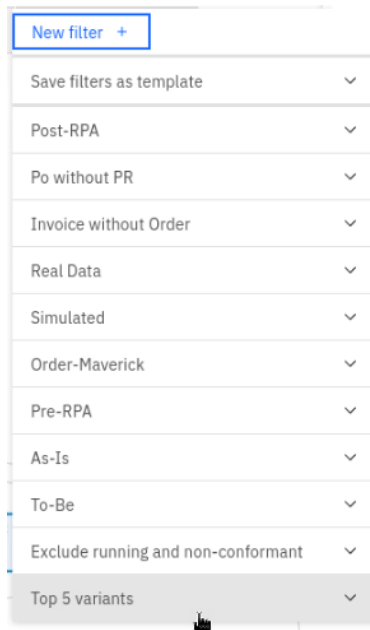 New filter +
Save filters as template
Post-RPA
Po without PR
Invoice without Order
Real Data
Simulated
Order-Maverick
Pre-RPA
As-Is
To-Be
Exclude running and non-conformant
Top 5 variants